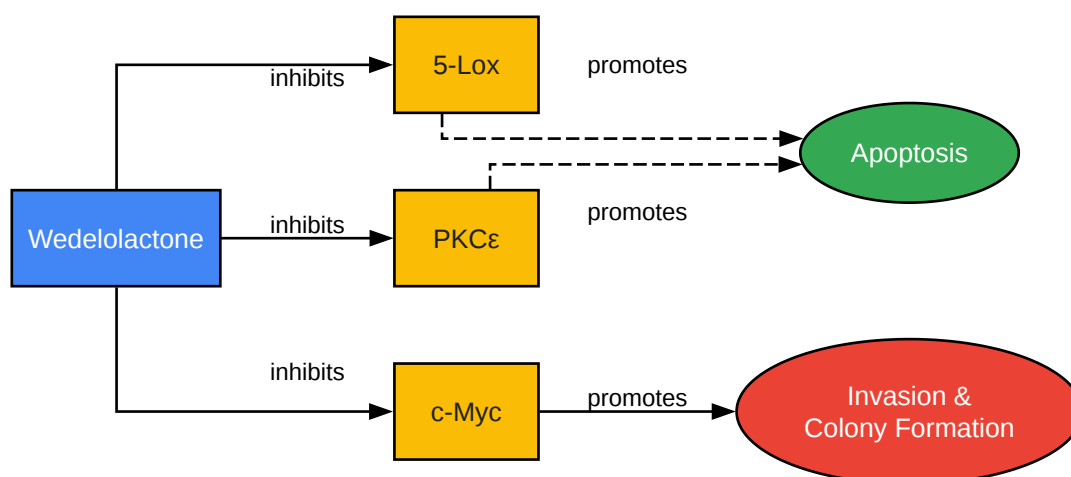 5-Lox
promotes
inhibits
Apoptosis
inhibits
promotes
Wedelolactone
PKCε
inhibits
promotes
c-Myc
Invasion &
Colony Formation